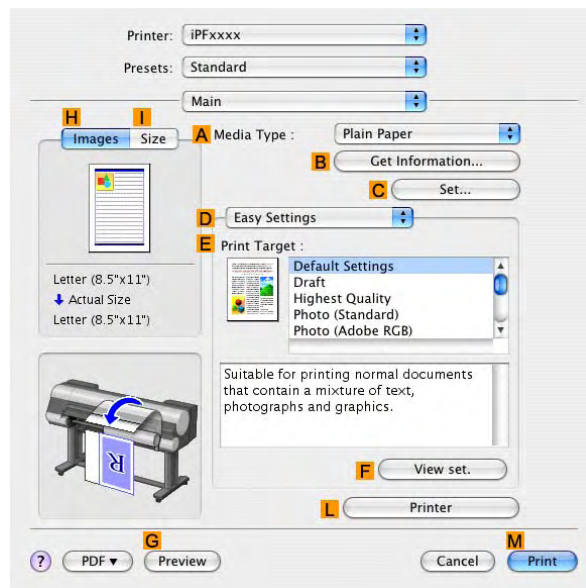 Printer: iPFxxxx
Presets: Standard
Main
H I
Images Size
A Media Type : Plain Paper
B Get Information...
C Set...
D Easy Settings
E Print Target :
Default Settings
Draft
Highest Quality
Photo (Standard)
Photo (Adobe RGB)
Letter (8.5"x11")
Actual Size
Letter (8.5"x11")
Suitable for printing normal documents
that contain a mixture of text,
photographs and graphics.
R
F View set.
L Printer
G M
? PDF Preview Cancel Print